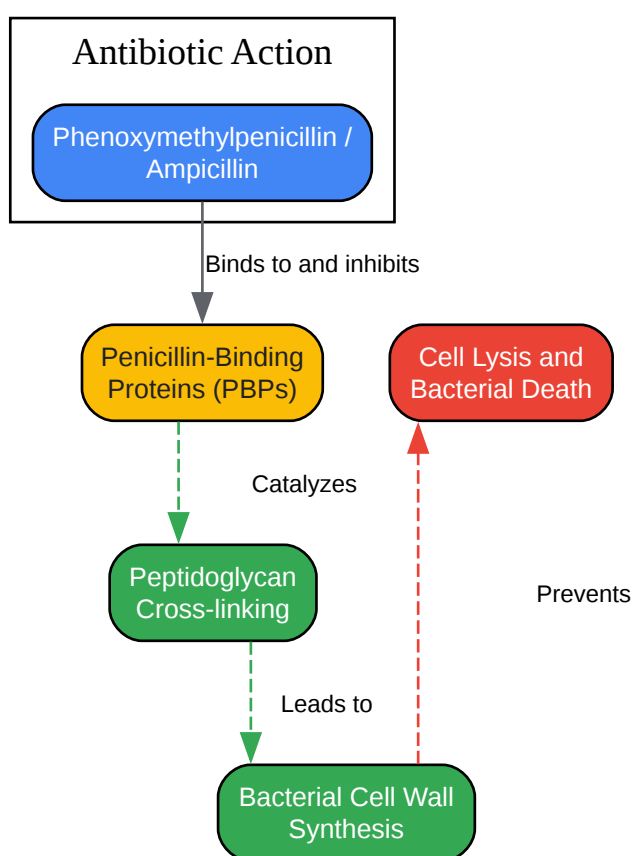 Antibiotic Action
Phenoxymethylpenicillin /
Ampicillin
Binds to and inhibits
Penicillin-Binding
Proteins (PBPs)
Cell Lysis and
Bacterial Death
Catalyzes
Peptidoglycan
Cross-linking
Prevents
Leads to
Bacterial Cell Wall
Synthesis